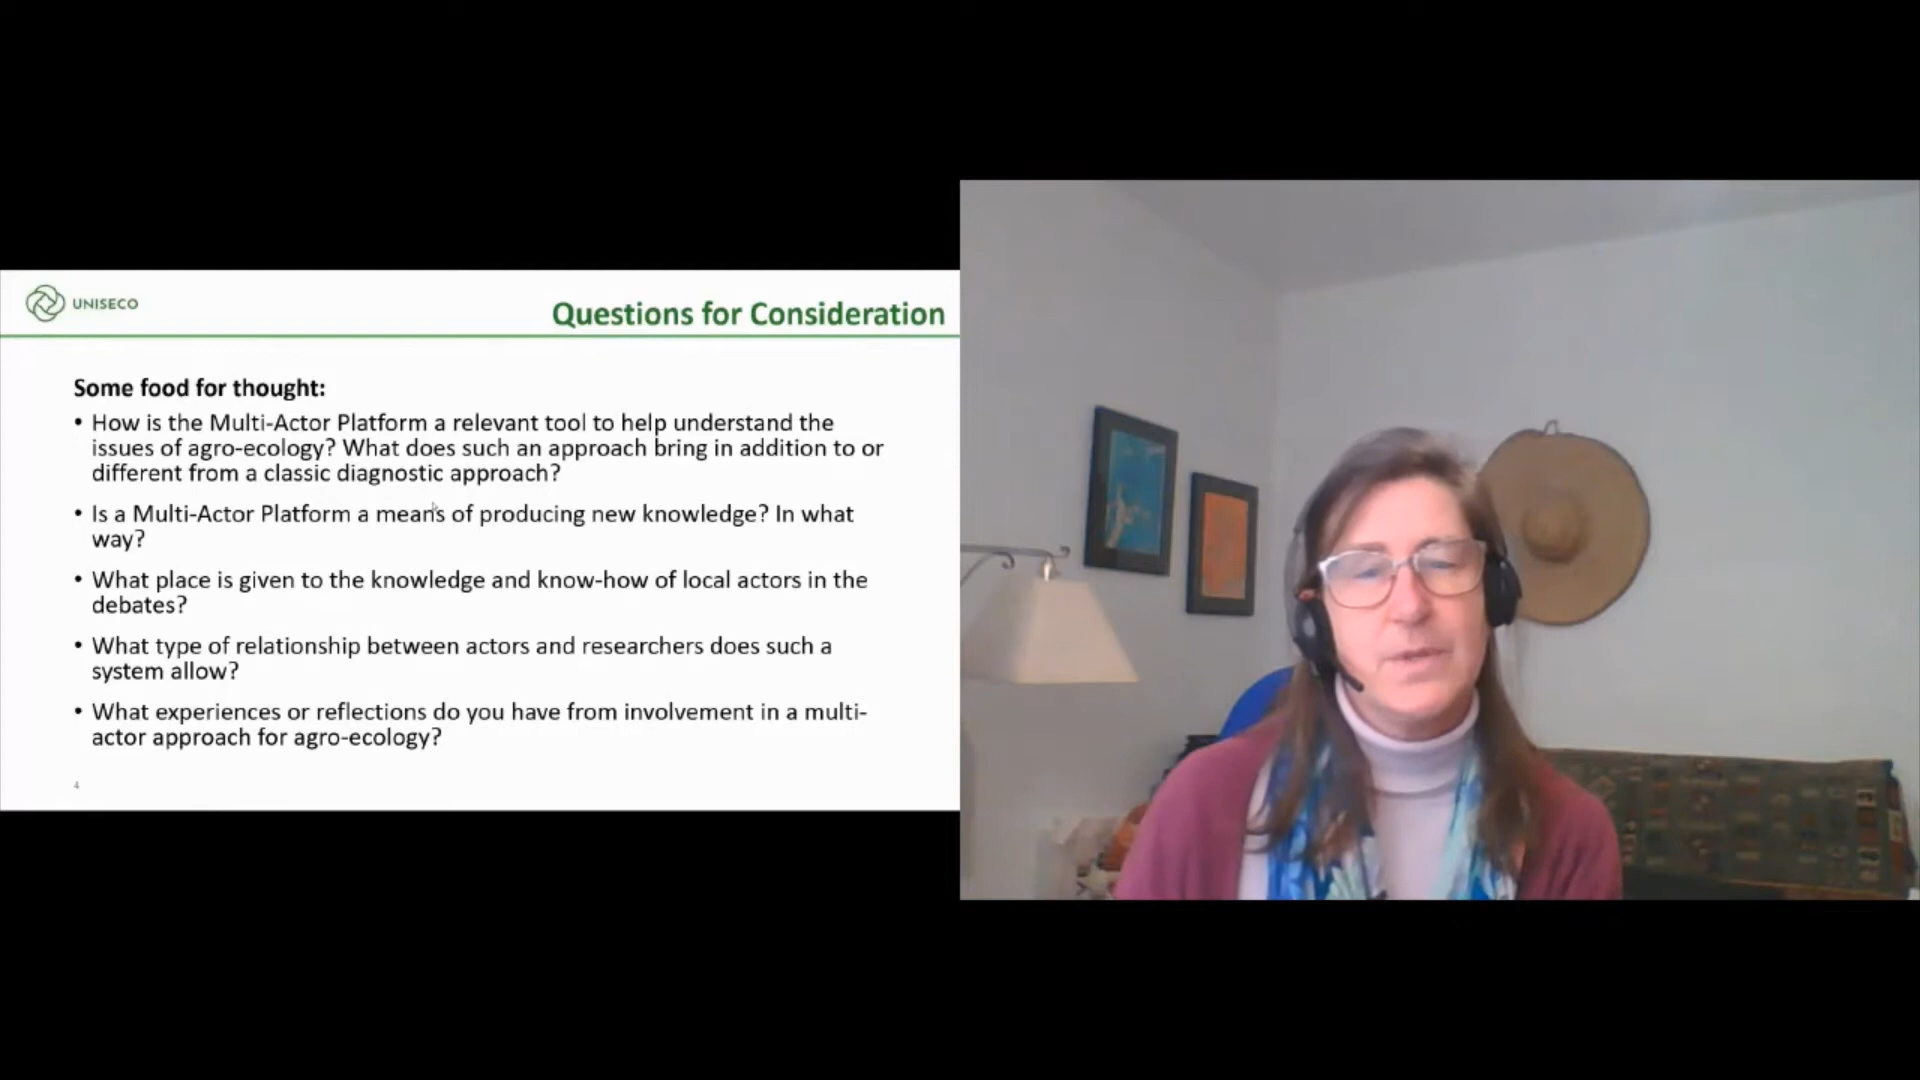 UNISECO
Questions for Consideration
Some food for thought:
• How is the Multi-Actor Platform a relevant tool to help understand the
issues of agro-ecology? What does such an approach bring in addition to or
different from a classic diagnostic approach?
• Is a Multi-Actor Platform a means of producing new knowledge? In what
way?
• What place is given to the knowledge and know-how of local actors in the
debates?
• What type of relationship between actors and researchers does such a
system allow?
• What experiences or reflections do you have from involvement in a multi-
actor approach for agro-ecology?
4